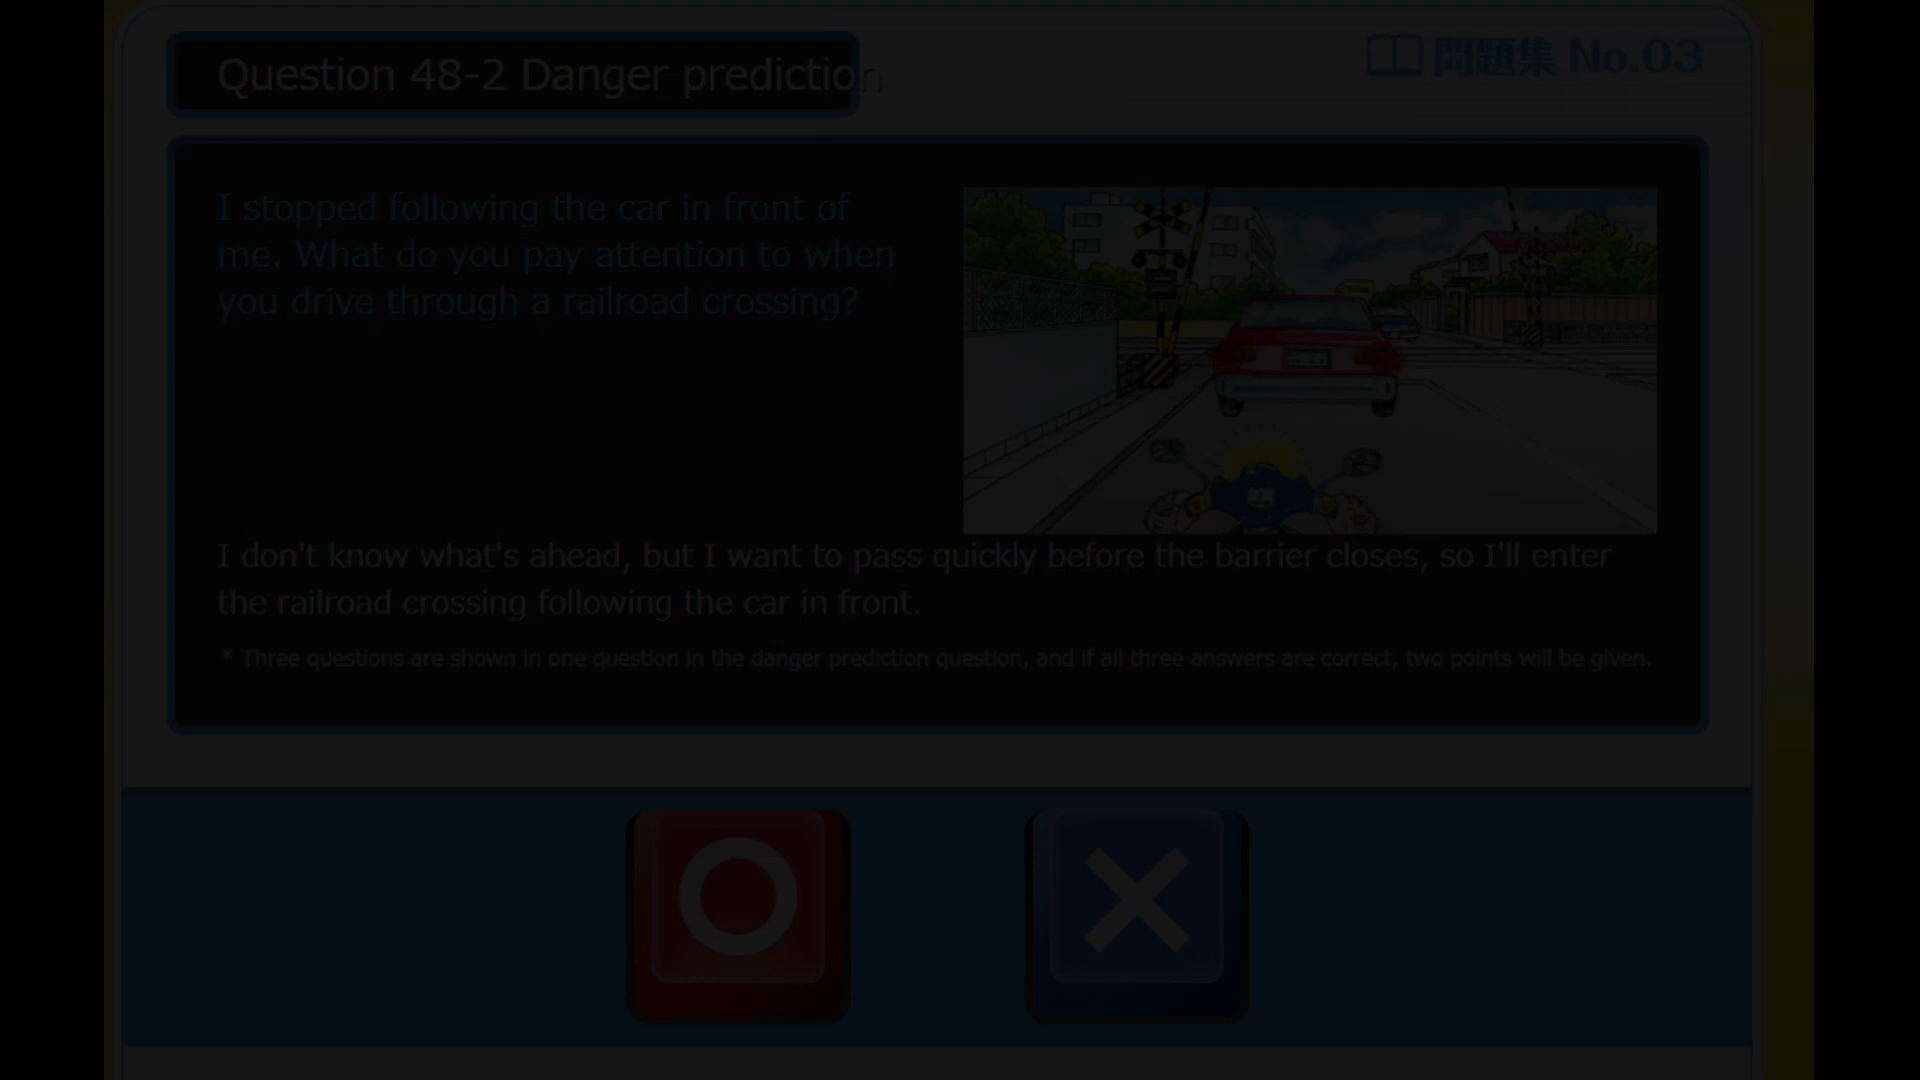 Question 48-2 Danger prediction
問題集 No.03
I stopped following the car in front of
me. What do you pay attention to when
you drive through a railroad crossing?
I don't know what's ahead, but I want to pass quickly before the barrier closes, so I'll enter
the railroad crossing following the car in front.
* Three questions are shown in one question in the danger prediction question, and if all three answers are correct, two points will be given.